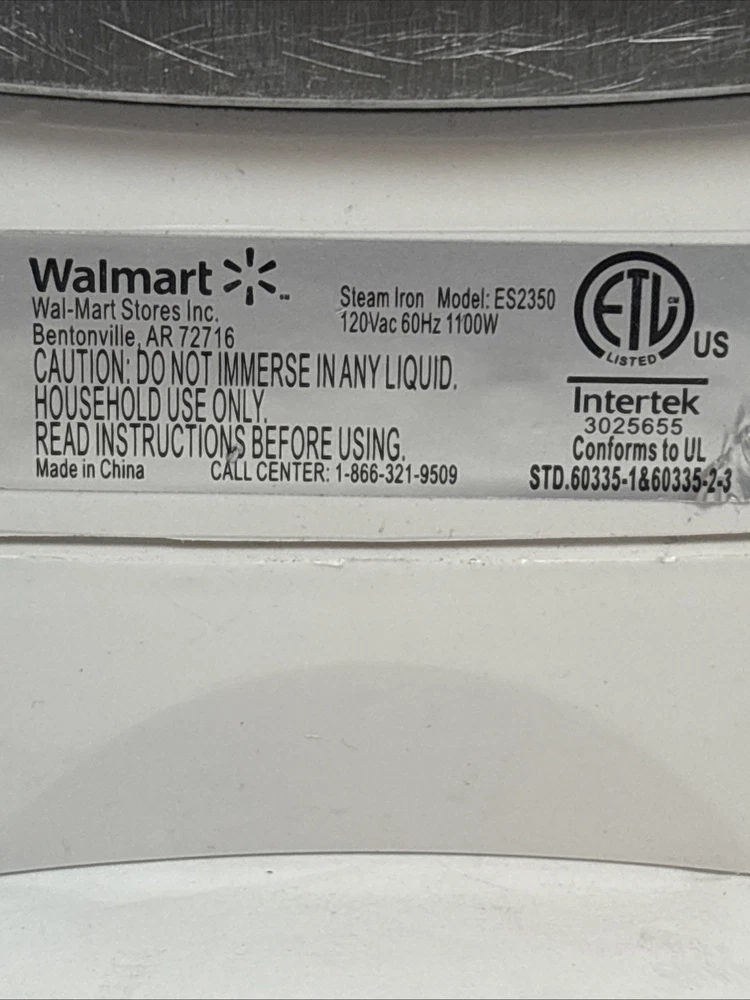 Walmart
Wal-Mart Stores Inc.
Bentonville, AR 72716
Steam Iron Model: ES2350
120Vac 60Hz 1100W
CAUTION: DO NOT IMMERSE IN ANY LIQUID.
HOUSEHOLD USE ONLY.
READ INSTRUCTIONS BEFORE USING.
Made in China CALL CENTER: 1-866-321-9509
ETL CM
LISTED
US
Intertek
3025655
Conforms to UL
STD.60335-1&60335-2-3